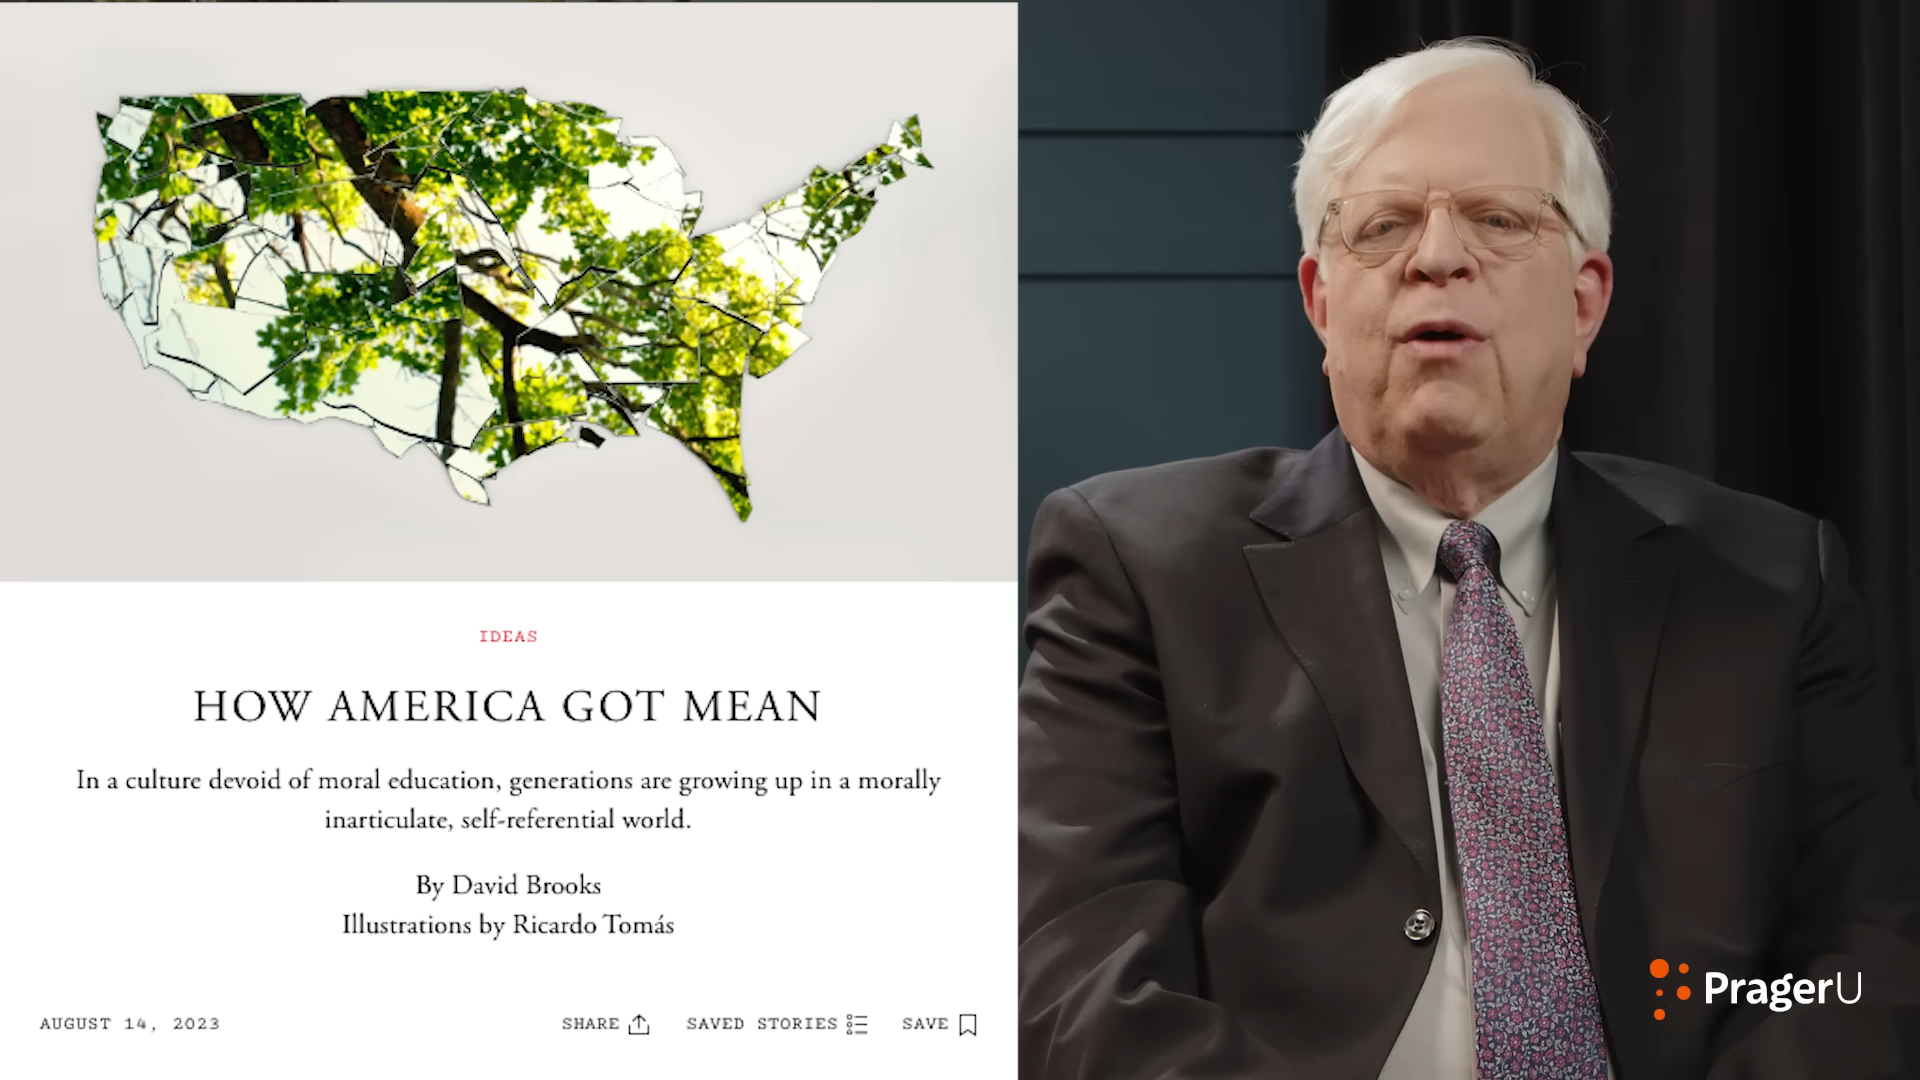 IDEAS
HOW AMERICA GOT MEAN
In a culture devoid of moral education, generations are growing up in a morally
inarticulate, self-referential world.
By David Brooks
Illustrations by Ricardo Tomás
AUGUST 14, 2023
SHARE
SAVED STORIES
SAVE
PragerU